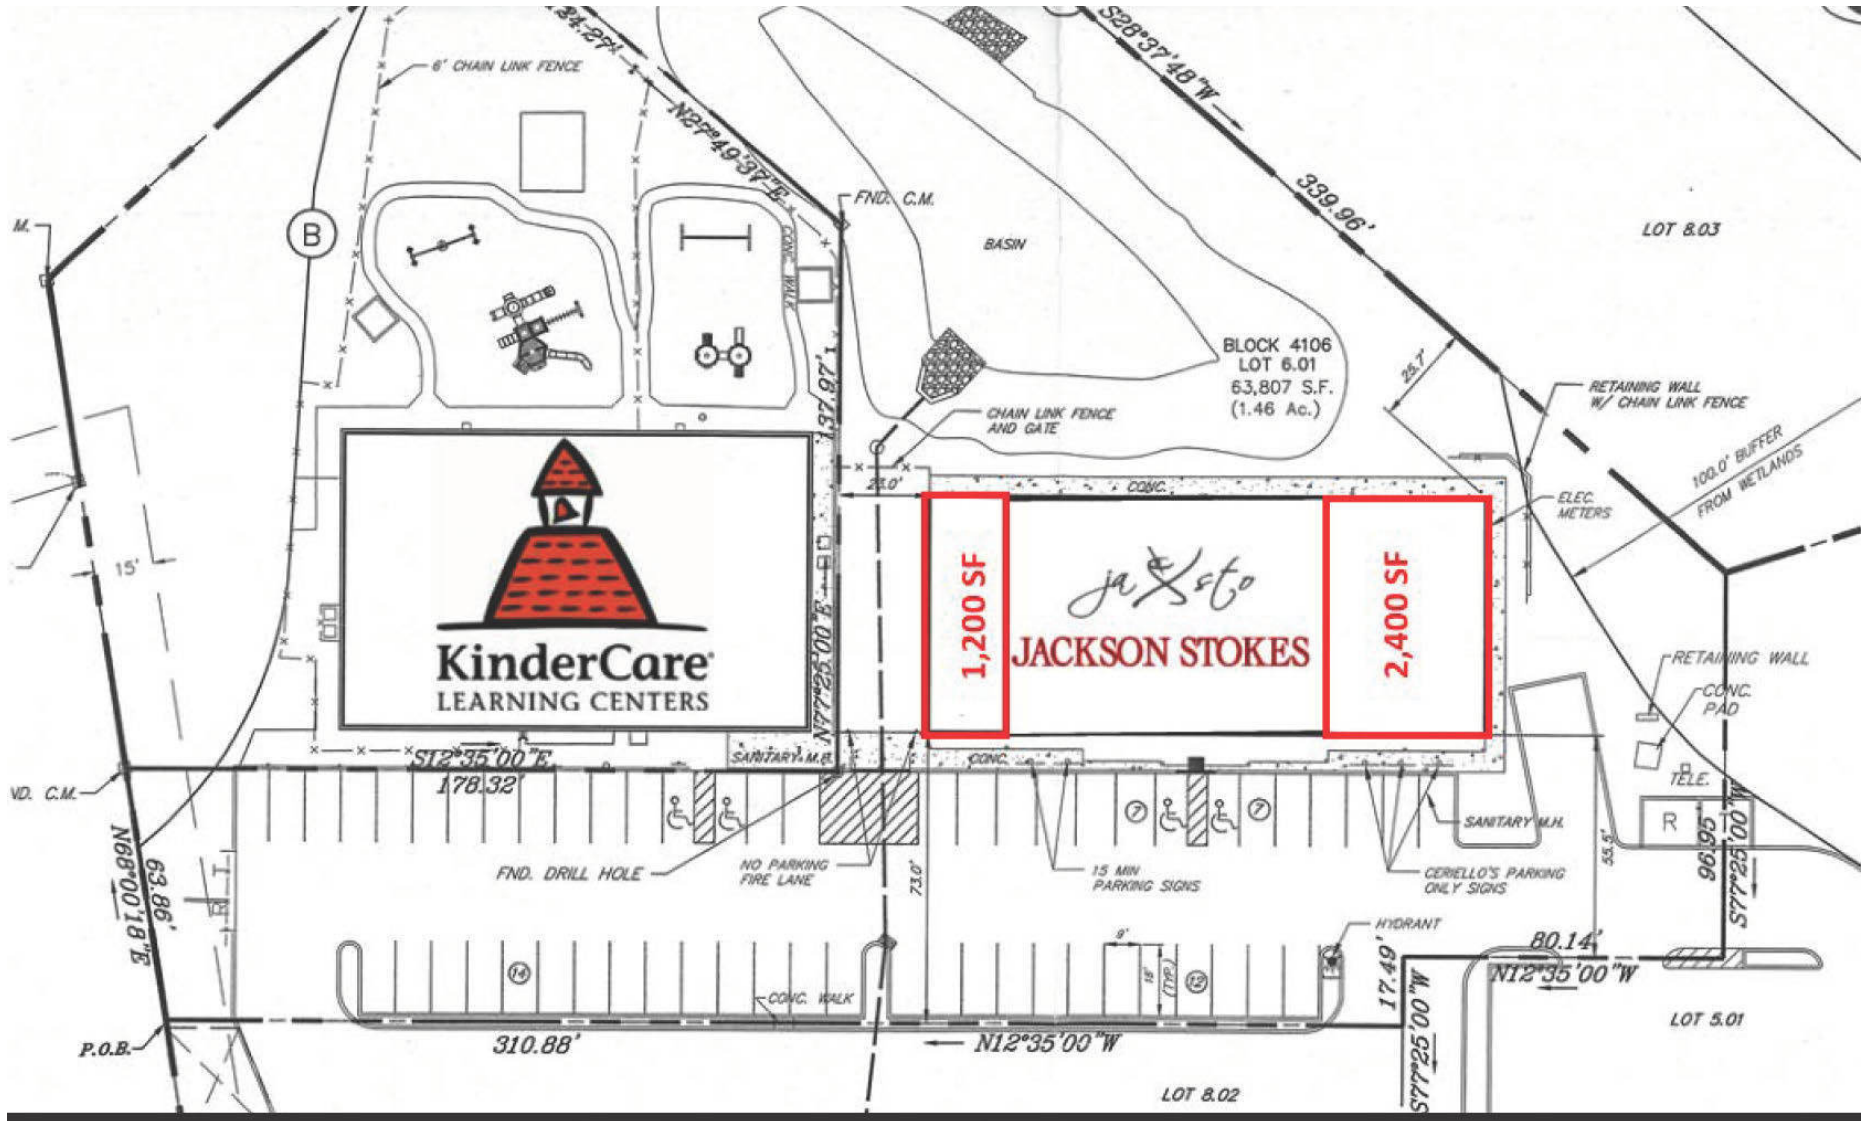 134.27'
6' CHAIN LINK FENCE
N27°49'37"E
S28°37'48"W
339.96'
FND. C.M.
M.
B
CONC. WALK
BASIN
LOT 8.03
BLOCK 4106
LOT 6.01
63,807 S.F.
(1.46 Ac.)
25.7'
RETAINING WALL
W/ CHAIN LINK FENCE
137.97'
CHAIN LINK FENCE
AND GATE
100.0' BUFFER
FROM WETLANDS
CONC.
ELEC.
METERS
15'
KinderCare
LEARNING CENTERS
N77°25'00"E
1,200 SF
JACKSON STOKES
2,400 SF
RETAINING WALL
CONC.
PAD
TELE.
S12°35'00"E
178.32'
SANITARY M.H.
CONC.
VD. C.M.
7
7
SANITARY M.H.
R T
96.95'
S77°25'00"W
55.5'
N68°00'18"E
63.86'
FND. DRILL HOLE
NO PARKING
FIRE LANE
73.0'
15 MIN
PARKING SIGNS
CERIELLO'S PARKING
ONLY SIGNS
HYDRANT
9'
18'
(TYP.)
14
12
CONC. WALK
17.49'
80.14'
N12°35'00"W
S77°25'00"W
P.O.B.
310.88'
N12°35'00"W
LOT 5.01
LOT 8.02